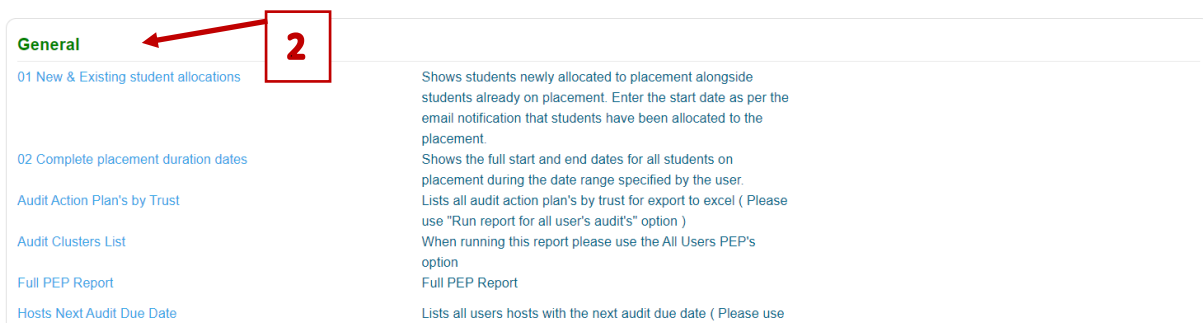 General
2
01 New & Existing student allocations
Shows students newly allocated to placement alongside
students already on placement. Enter the start date as per the
email notification that students have been allocated to the
placement.
02 Complete placement duration dates
Shows the full start and end dates for all students on
placement during the date range specified by the user.
Audit Action Plan's by Trust
Lists all audit action plan's by trust for export to excel ( Please
use "Run report for all user's audit's" option )
Audit Clusters List
When running this report please use the All Users PEP's
option
Full PEP Report
Full PEP Report
Hosts Next Audit Due Date
Lists all users hosts with the next audit due date ( Please use